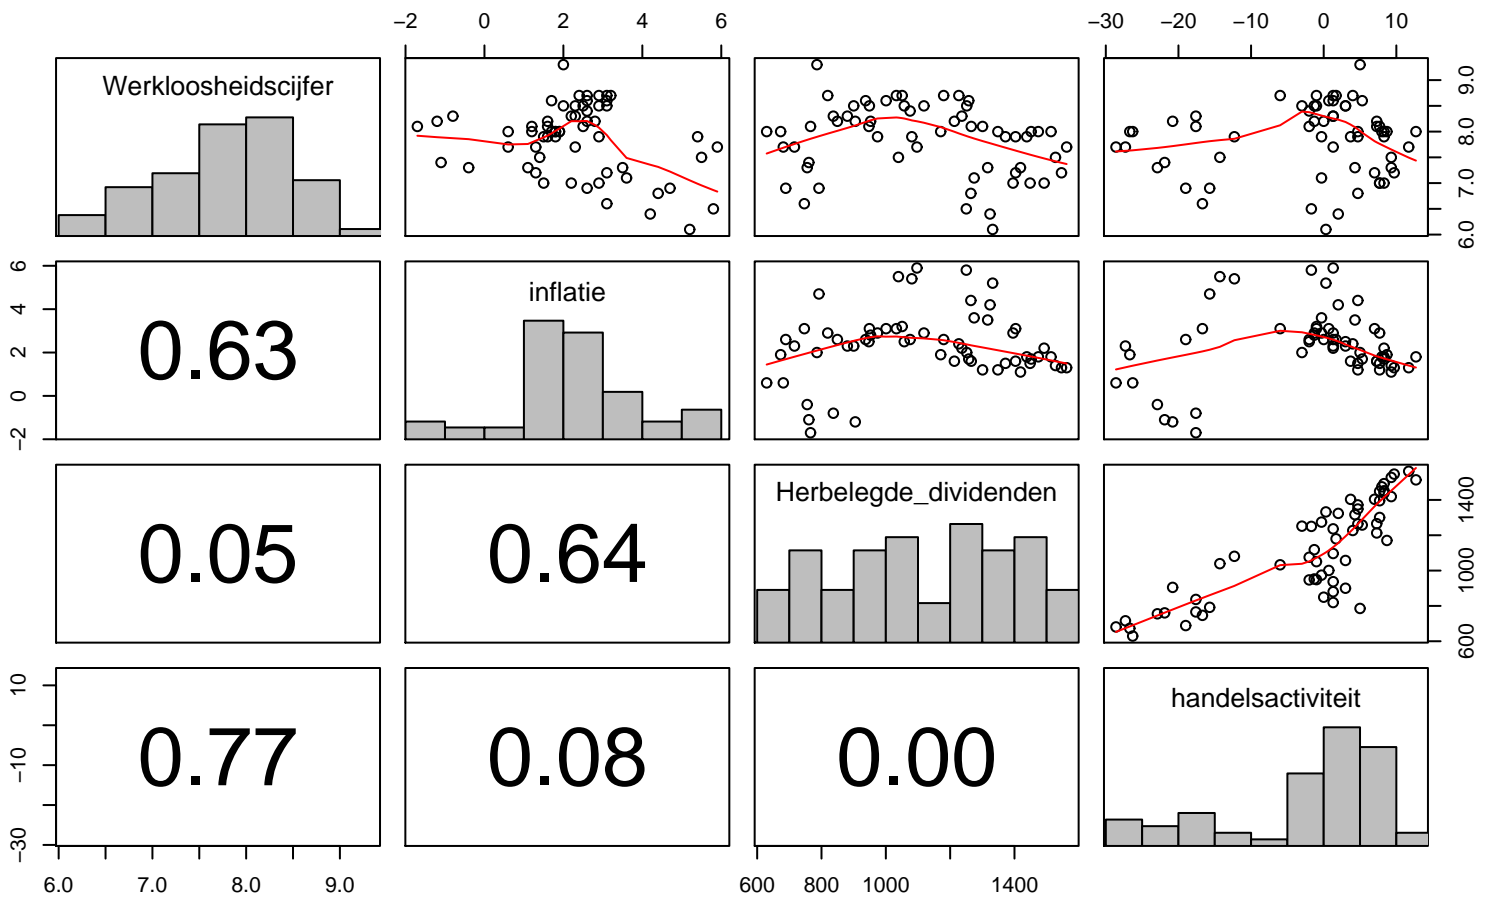 −2 0 2 4 6 −30 −20 −10 0 10
Werkloosheidscijfer
6.0 7.0 8.0 9.0
−2 0 2 4 6
0.63
inflatie
0.05
0.64
Herbelegde_dividenden
600 1000 1400
−30 −10 10
0.77
0.08
0.00
handelsactiviteit
6.0 7.0 8.0 9.0 600 800 1000 1400